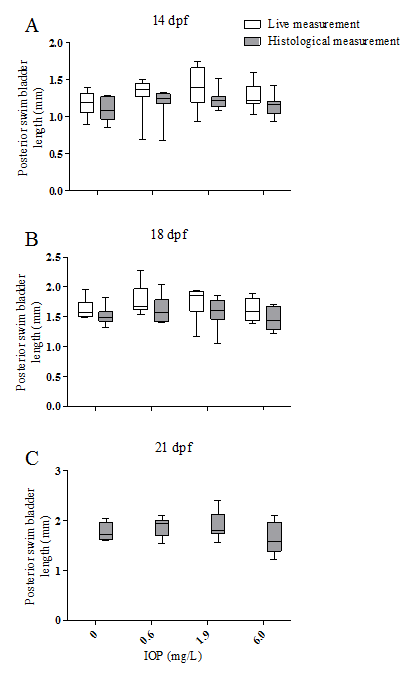 A
14 dpf
Live measurement
Histological measurement
Posterior swim bladder
length (mm)
2.0
1.5
1.0
0.5
0.0
B
18 dpf
Posterior swim bladder
length (mm)
2.5
2.0
1.5
1.0
0.5
0.0
C
21 dpf
Posterior swim bladder
length (mm)
3
2
1
0
0
0.6
1.9
6.0
IOP (mg/L)